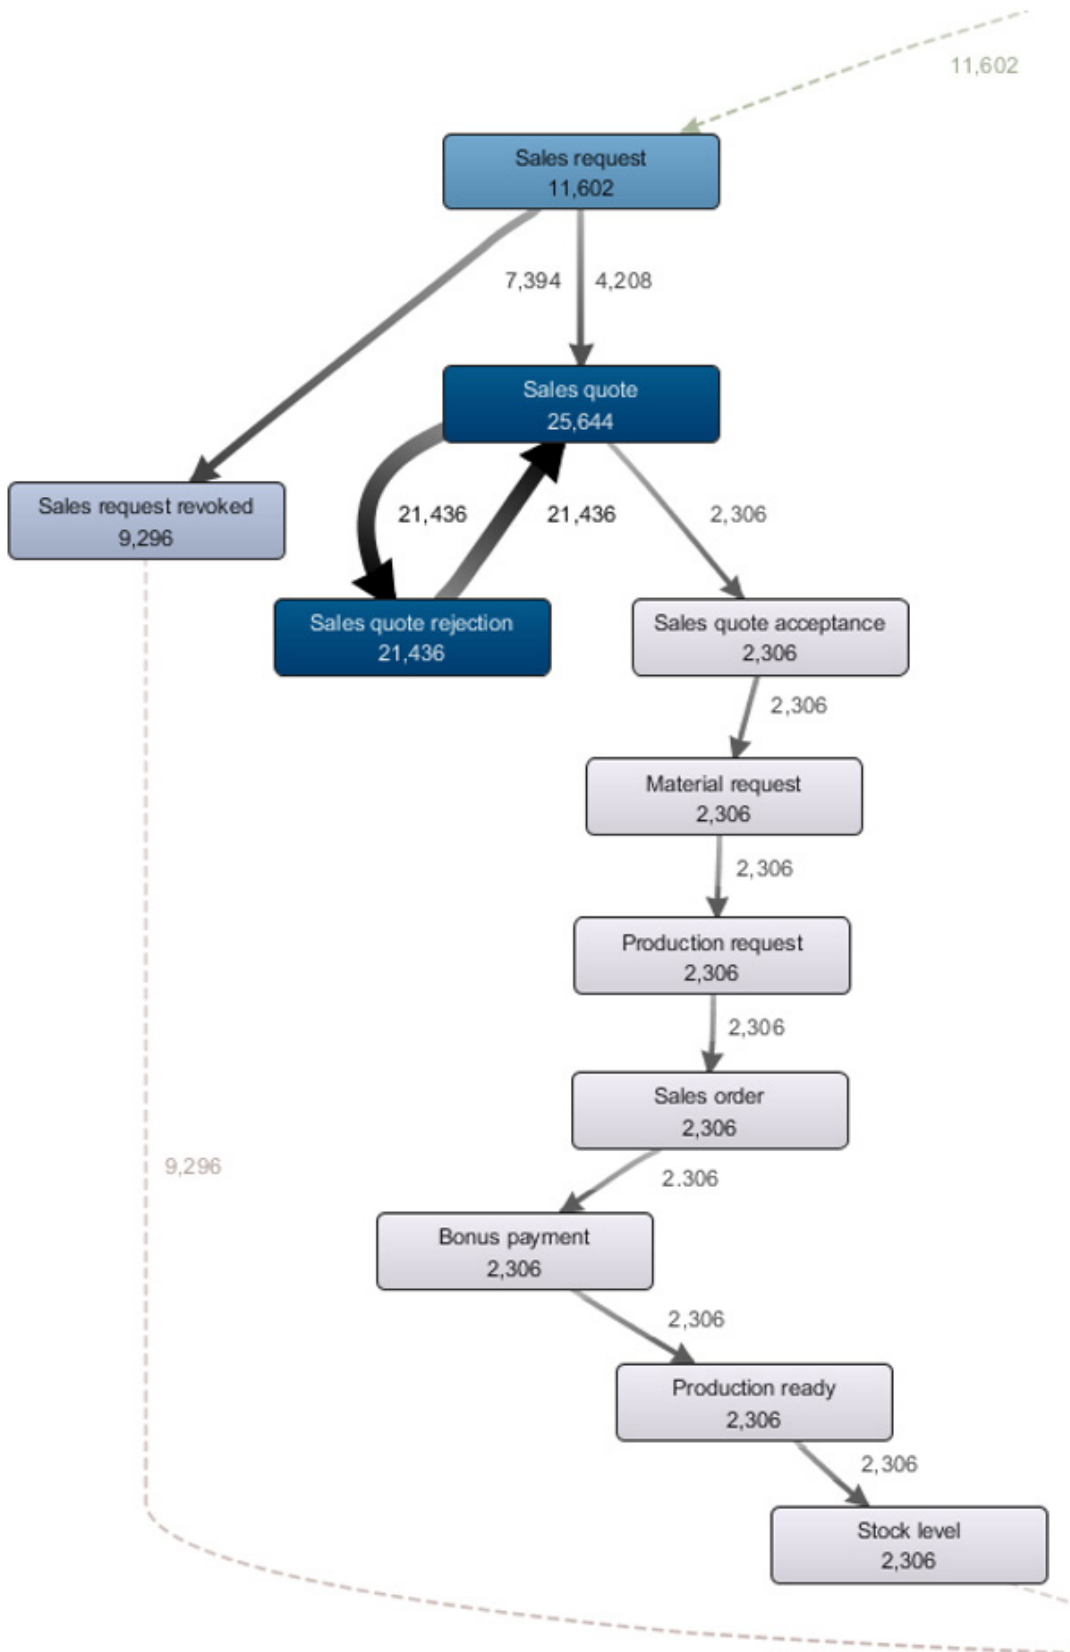 11,602
Sales request
11,602
7,394
4,208
Sales quote
25,644
Sales request revoked
9,296
21,436
21,436
2,306
Sales quote rejection
21,436
Sales quote acceptance
2,306
2,306
Material request
2,306
2,306
Production request
2,306
2,306
Sales order
2,306
9,296
2.306
Bonus payment
2,306
2,306
Production ready
2,306
2,306
Stock level
2,306